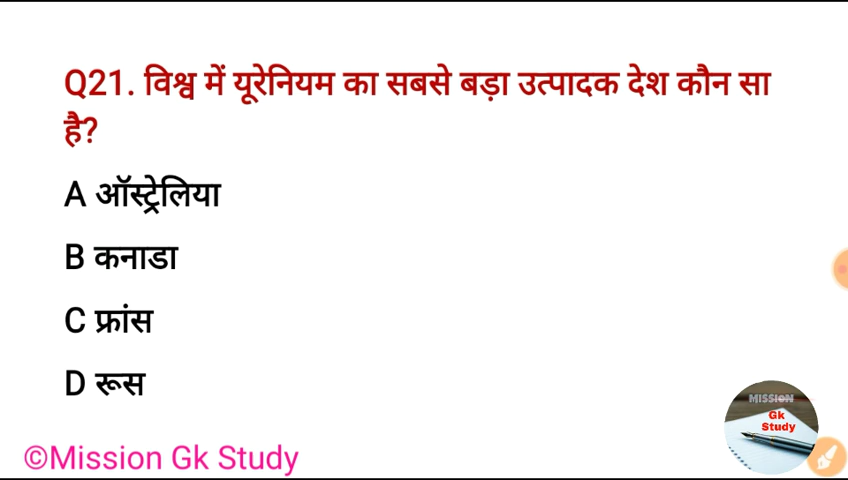 Q21. विश्व में यूरेनियम का सबसे बड़ा उत्पादक देश कौन सा
है?
A ऑस्ट्रेलिया
B कनाडा
C फ्रांस
D रूस
MISSION
Gk
Study
©Mission Gk Study